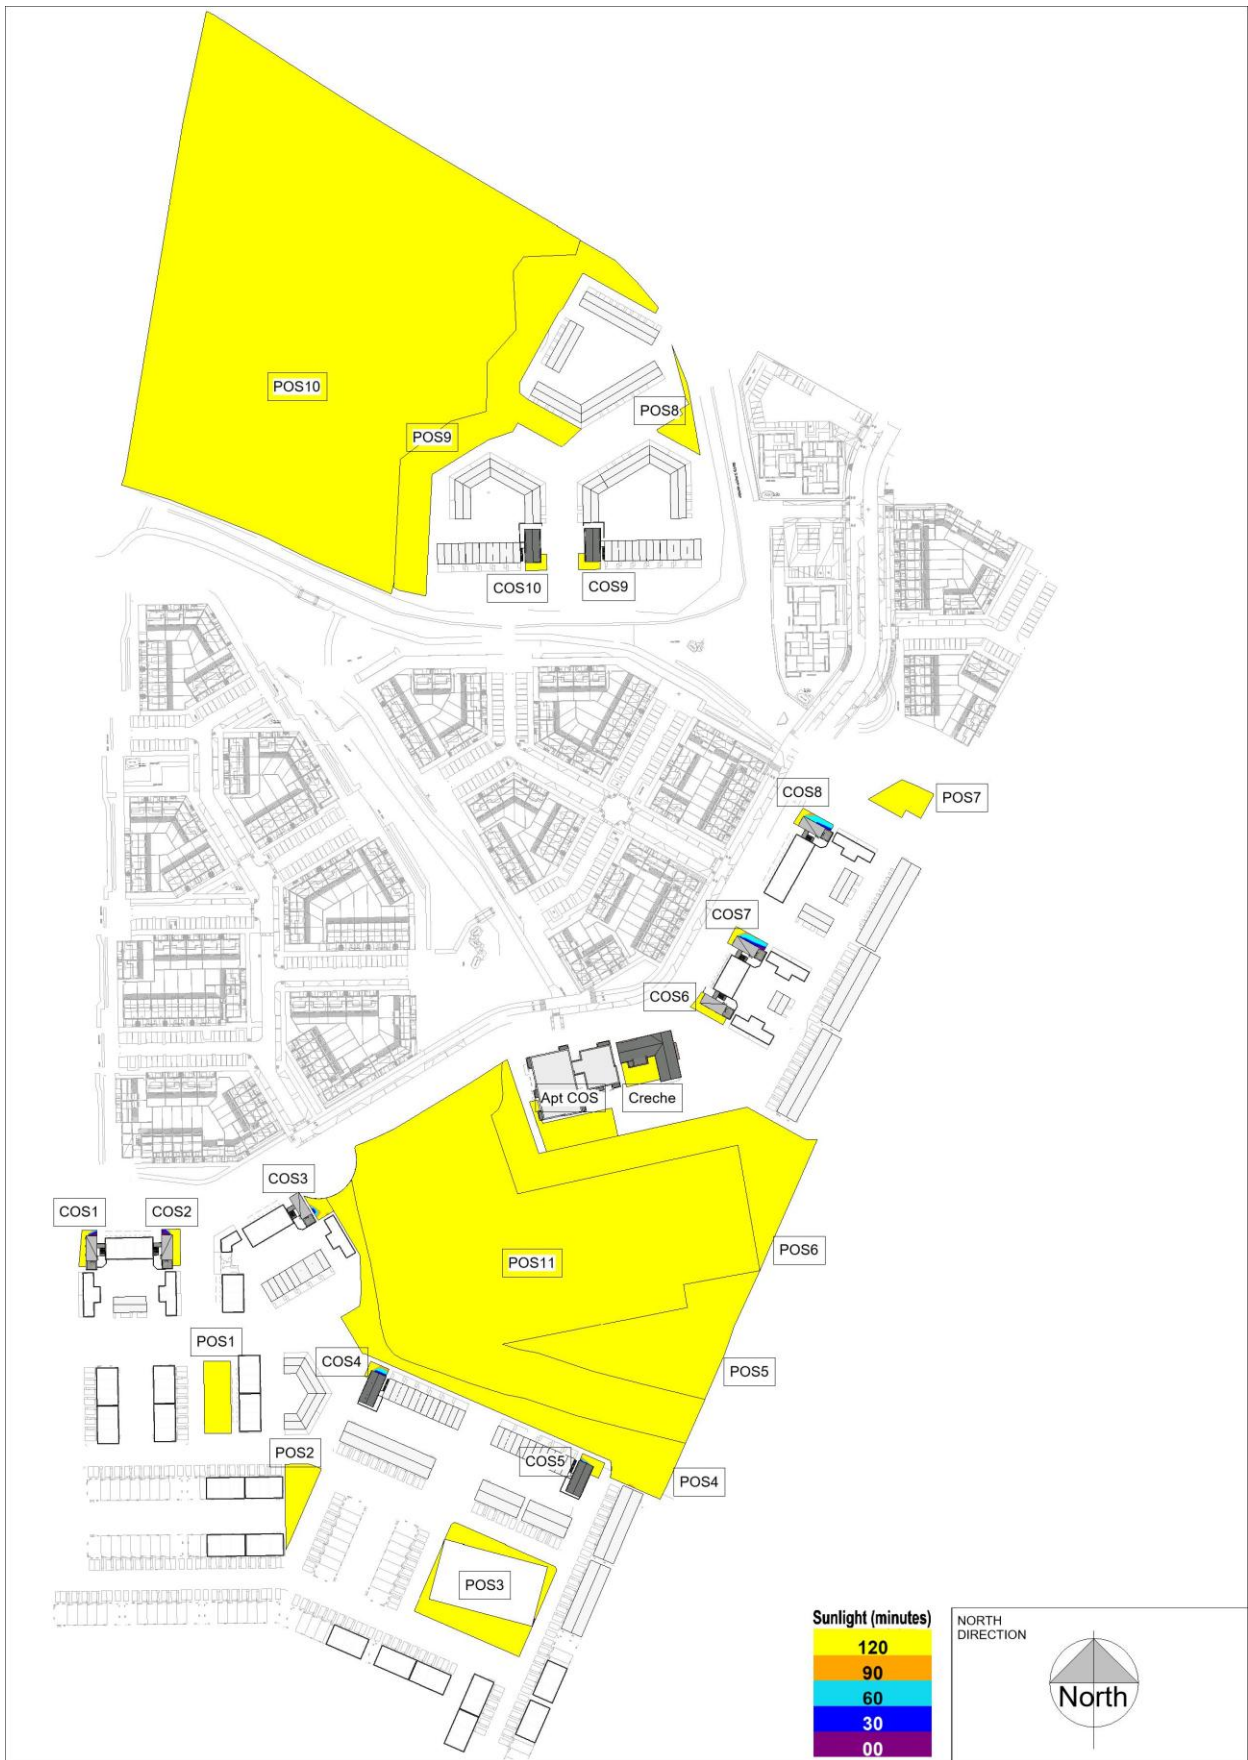 POS10
POS9
POS8
COS10
COS9
COS8
POS7
COS7
COS6
Apt COS
Creche
COS3
COS1
COS2
POS6
POS11
POS1
COS4
POS5
POS2
COS5
POS4
POS3
Sunlight (minutes)
120
90
60
30
00
NORTH
DIRECTION
North